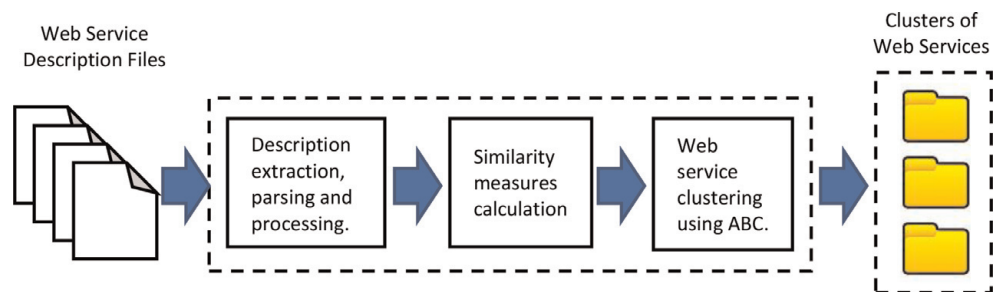 Web Service
Description Files
Description
extraction,
parsing and
processing.
Similarity
measures
calculation
Web
service
clustering
using ABC.
Clusters of
Web Services